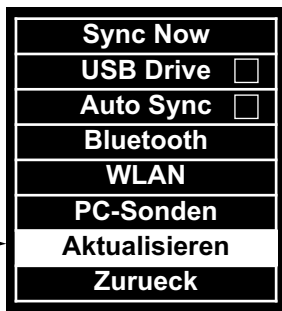 Sync Now
USB Drive
Auto Sync
Bluetooth
WLAN
PC-Sonden
Aktualisieren
Zurueck